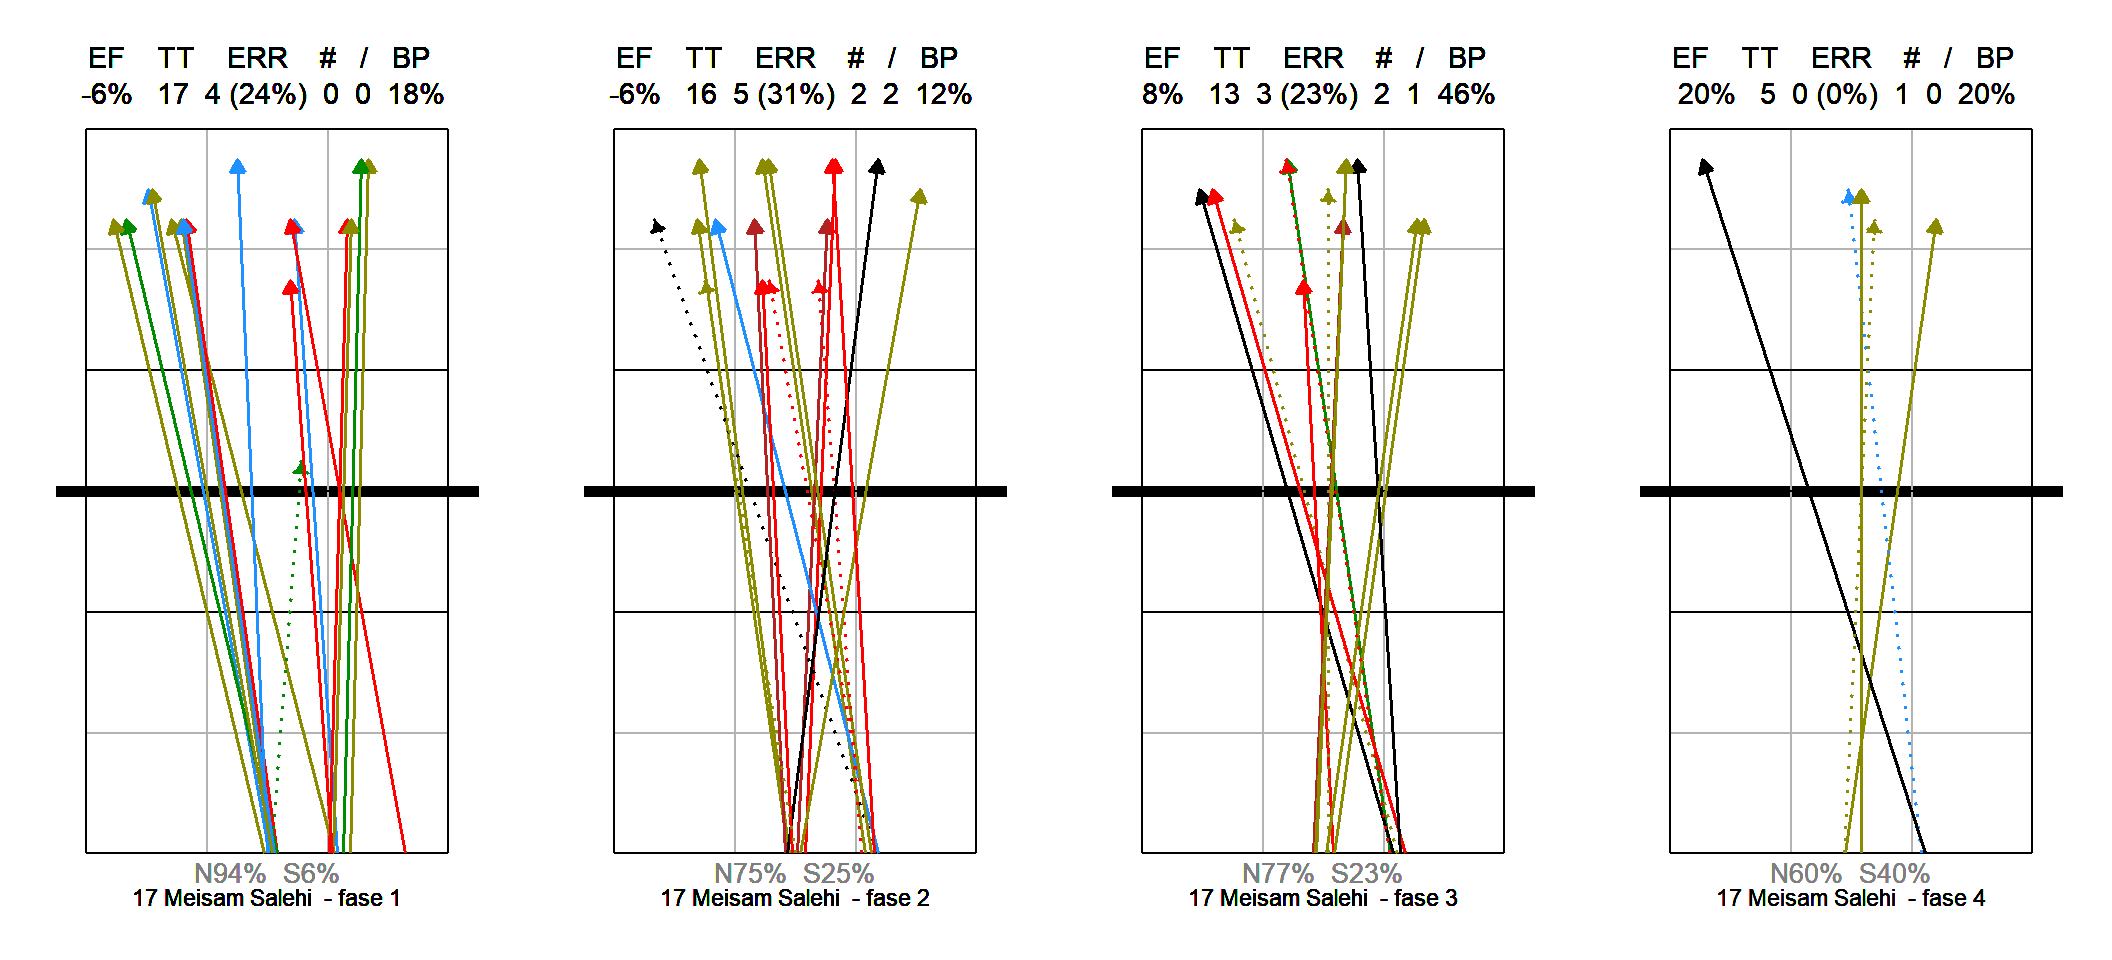 EF TT ERR # / BP
-6% 17 4 (24%) 0 0 18%
N94% S6%
17 Meisam Salehi - fase 1
EF TT ERR # / BP
-6% 16 5 (31%) 2 2 12%
N75% S25%
17 Meisam Salehi - fase 2
EF TT ERR # / BP
8% 13 3 (23%) 2 1 46%
N77% S23%
17 Meisam Salehi - fase 3
EF TT ERR # / BP
20% 5 0 (0%) 1 0 20%
N60% S40%
17 Meisam Salehi - fase 4